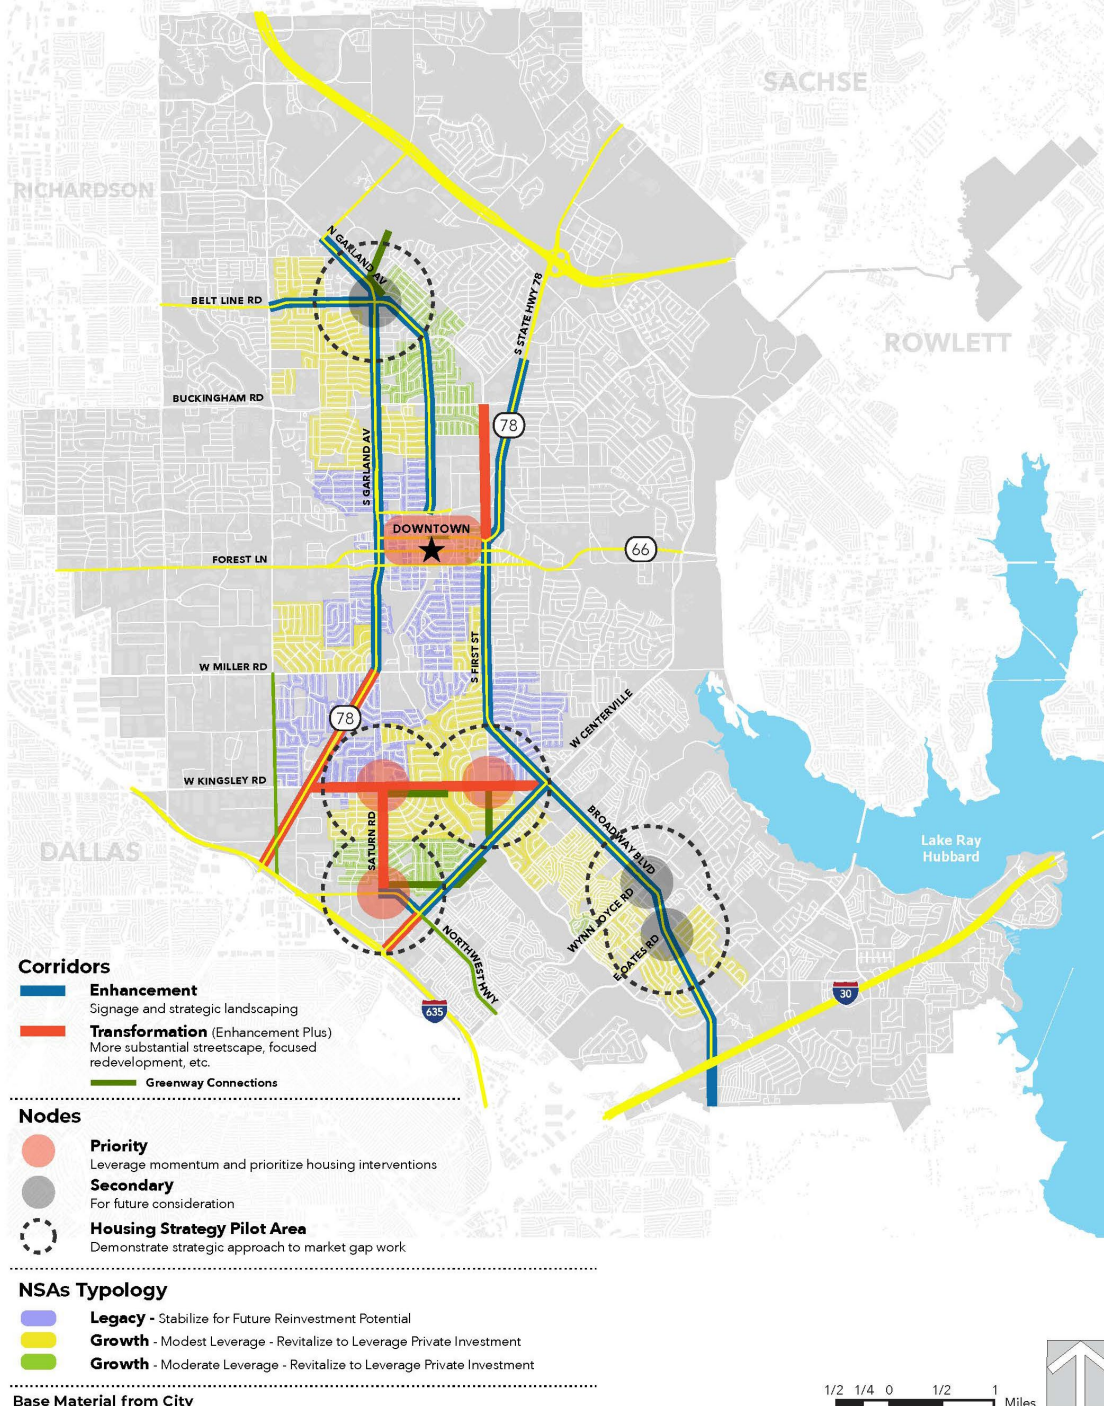 SACHSE
RICHARDSON
N GARLAND AV
BELT LINE RD
S STATE HWY 78
ROWLETT
BUCKINGHAM RD
78
S GARLAND AV
DOWNTOWN
66
FOREST LN
S FIRST ST
W MILLER RD
W CENTERVILLE
78
W KINGSLEY RD
BROADWAY BLVD
SATURN RD
DALLAS
Lake Ray
Hubbard
WYNN JOYCE RD
E OATES RD
NORTHWEST HWY
30
635
Corridors
Enhancement
Signage and strategic landscaping
Transformation (Enhancement Plus)
More substantial streetscape, focused
redevelopment, etc.
Greenway Connections
Nodes
Priority
Leverage momentum and prioritize housing interventions
Secondary
For future consideration
Housing Strategy Pilot Area
Demonstrate strategic approach to market gap work
NSAs Typology
Legacy - Stabilize for Future Reinvestment Potential
Growth - Modest Leverage - Revitalize to Leverage Private Investment
Growth - Moderate Leverage - Revitalize to Leverage Private Investment
Base Material from City
1/2 1/4 0 1/2 1
Miles